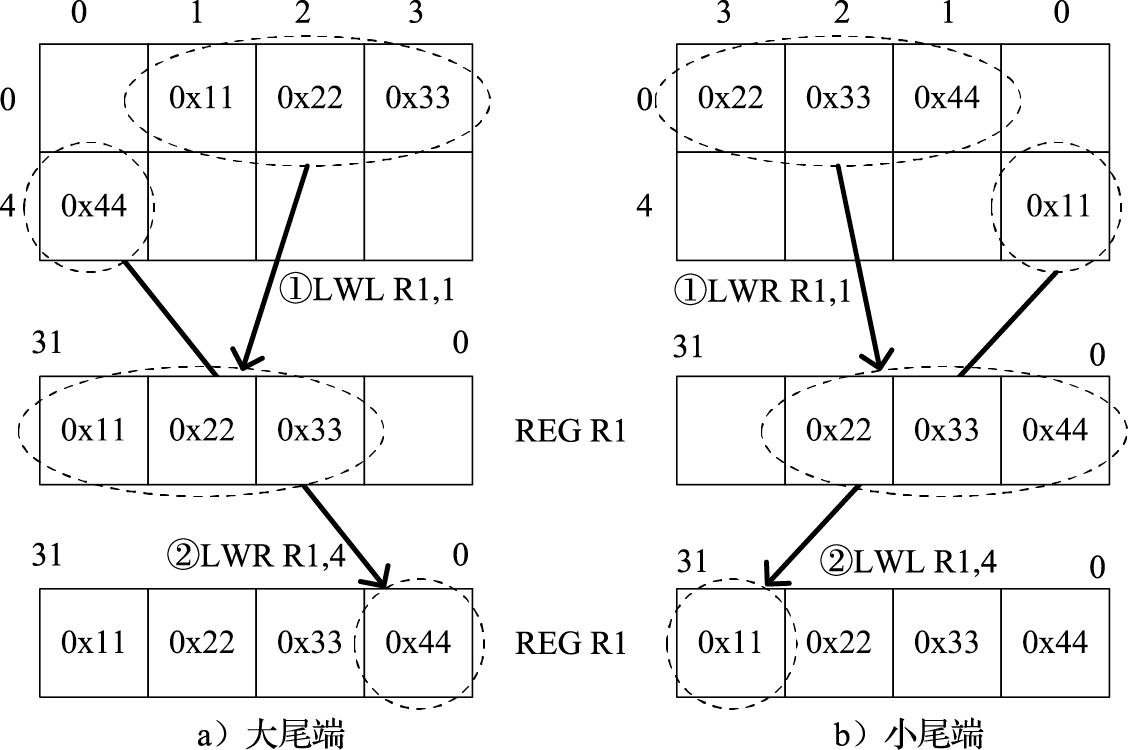 0 1 2 3
0 0x11 0x22 0x33
4 0x44
①LWL R1,1
31 0
0x11 0x22 0x33
②LWR R1,4
31 0
0x11 0x22 0x33 0x44
a）大尾端
REG R1
REG R1
3 2 1 0
0 0x22 0x33 0x44
4 0x11
①LWR R1,1
31 0
0x22 0x33 0x44
②LWL R1,4
31 0
0x11 0x22 0x33 0x44
b）小尾端